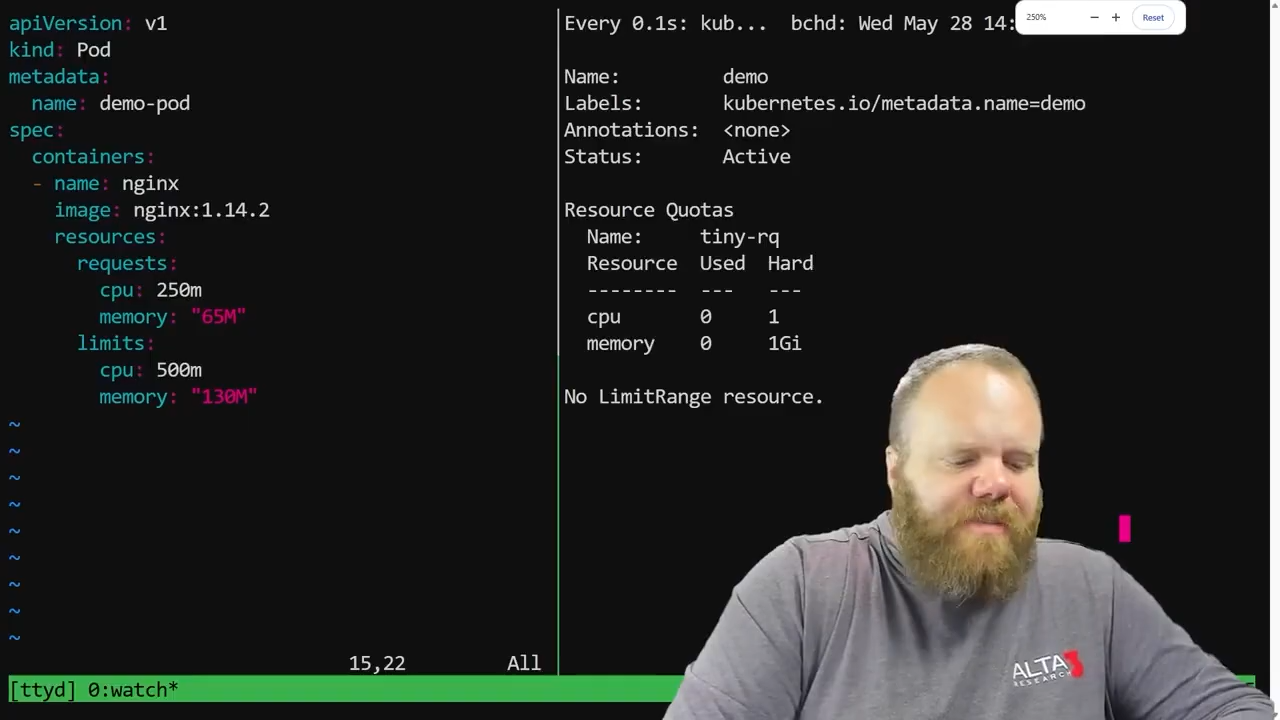 apiVersion: v1
kind: Pod
metadata:
name: demo-pod
spec:
containers:
- name: nginx
image: nginx:1.14.2
resources:
requests:
cpu: 250m
memory: "65M"
limits:
cpu: 500m
memory: "130M"
~
~
~
~
~
~
~
~
~
15,22 All
Every 0.1s: kub... bchd: Wed May 28 14:
Name: demo
Labels: kubernetes.io/metadata.name=demo
Annotations: <none>
Status: Active
Resource Quotas
Name: tiny-rq
Resource Used Hard
-------- --- ---
cpu 0 1
memory 0 1Gi
No LimitRange resource.
250% − + Reset
ALTA3
RESEARCH
[ttyd] 0:watch*